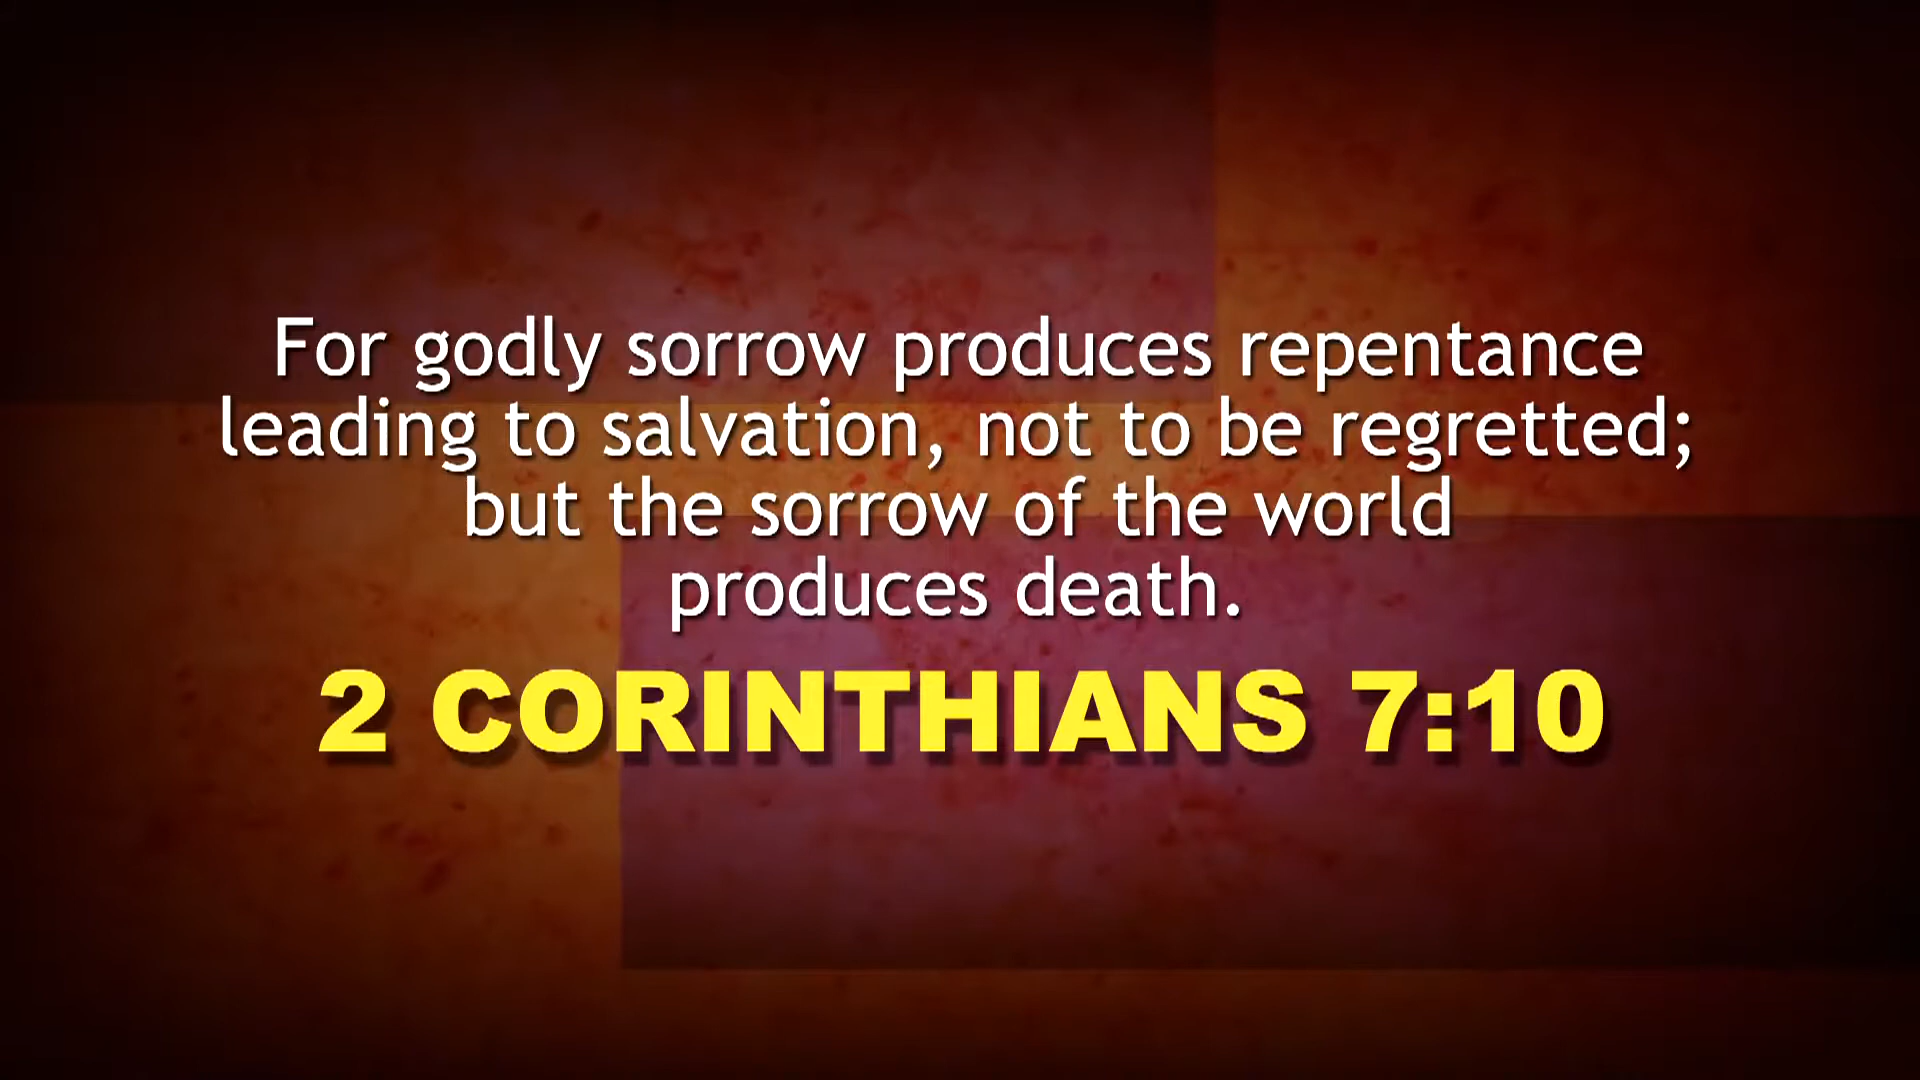 For godly sorrow produces repentance
leading to salvation, not to be regretted;
but the sorrow of the world
produces death.
2 CORINTHIANS 7:10